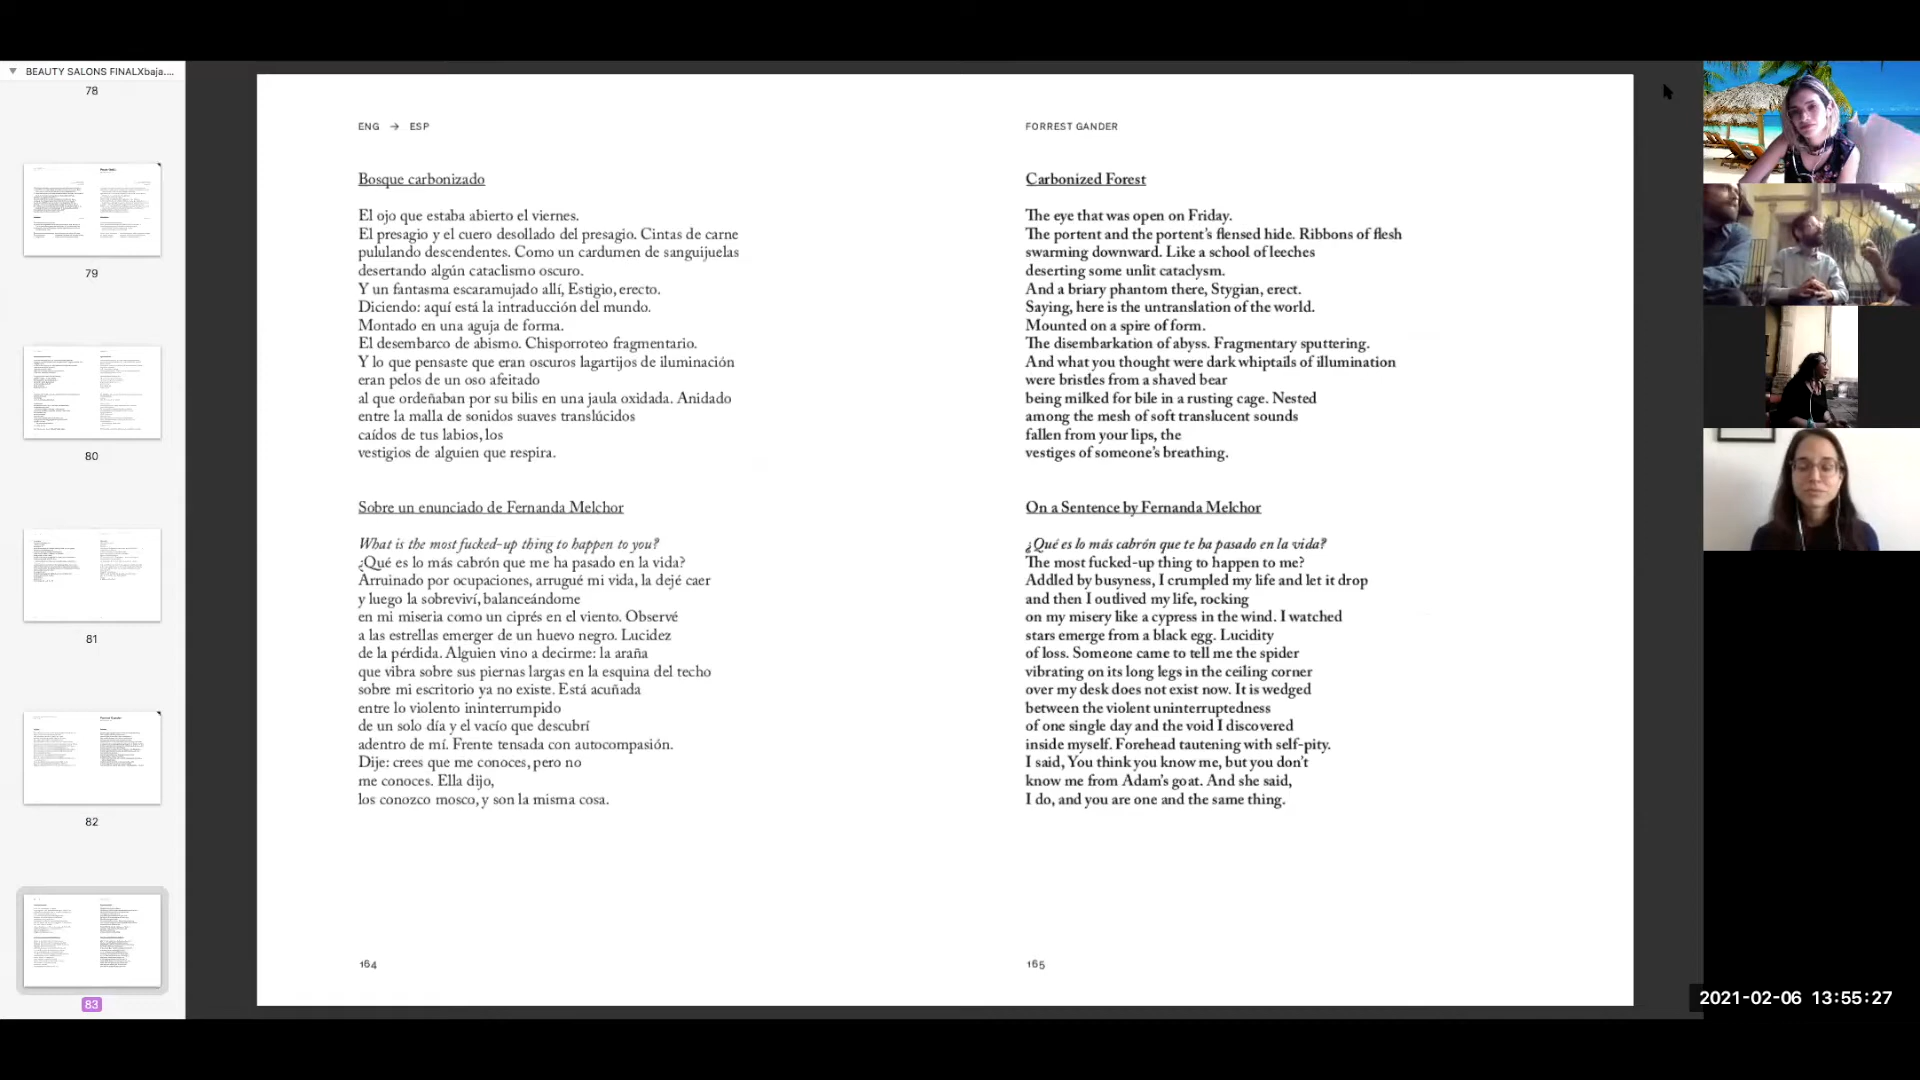 BEAUTY SALONS FINALXbaja....
78
79
80
81
82
83
ENG → ESP
Bosque carbonizado
El ojo que estaba abierto el viernes.
El presagio y el cuero desollado del presagio. Cintas de carne
pululando descendentes. Como un cardumen de sanguijuelas
desertando algún cataclismo oscuro.
Y un fantasma escaramujado allí, Estigio, erecto.
Diciendo: aquí está la intraducción del mundo.
Montado en una aguja de forma.
El desembarco de abismo. Chisporroteo fragmentario.
Y lo que pensaste que eran oscuros lagartijos de iluminación
eran pelos de un oso afeitado
al que ordeñaban por su bilis en una jaula oxidada. Anidado
entre la malla de sonidos suaves translúcidos
caídos de tus labios, los
vestigios de alguien que respira.
Sobre un enunciado de Fernanda Melchor
What is the most fucked-up thing to happen to you?
¿Qué es lo más cabrón que me ha pasado en la vida?
Arruinado por ocupaciones, arrugué mi vida, la dejé caer
y luego la sobreviví, balanceándome
en mi miseria como un ciprés en el viento. Observé
a las estrellas emerger de un huevo negro. Lucidez
de la pérdida. Alguien vino a decirme: la araña
que vibra sobre sus piernas largas en la esquina del techo
sobre mi escritorio ya no existe. Está acuñada
entre lo violento ininterrumpido
de un solo día y el vacío que descubrí
adentro de mí. Frente tensada con autocompasión.
Dije: crees que me conoces, pero no
me conoces. Ella dijo,
los conozco mosco, y son la misma cosa.
164
FORREST GANDER
Carbonized Forest
The eye that was open on Friday.
The portent and the portent's flensed hide. Ribbons of flesh
swarming downward. Like a school of leeches
deserting some unlit cataclysm.
And a briary phantom there, Stygian, erect.
Saying, here is the untranslation of the world.
Mounted on a spire of form.
The disembarkation of abyss. Fragmentary sputtering.
And what you thought were dark whiptails of illumination
were bristles from a shaved bear
being milked for bile in a rusting cage. Nested
among the mesh of soft translucent sounds
fallen from your lips, the
vestiges of someone's breathing.
On a Sentence by Fernanda Melchor
¿Qué es lo más cabrón que te ha pasado en la vida?
The most fucked-up thing to happen to me?
Addled by busyness, I crumpled my life and let it drop
and then I outlived my life, rocking
on my misery like a cypress in the wind. I watched
stars emerge from a black egg. Lucidity
of loss. Someone came to tell me the spider
vibrating on its long legs in the ceiling corner
over my desk does not exist now. It is wedged
between the violent uninterruptedness
of one single day and the void I discovered
inside myself. Forehead tautening with self-pity.
I said, You think you know me, but you don't
know me from Adam's goat. And she said,
I do, and you are one and the same thing.
165
2021-02-06 13:55:27